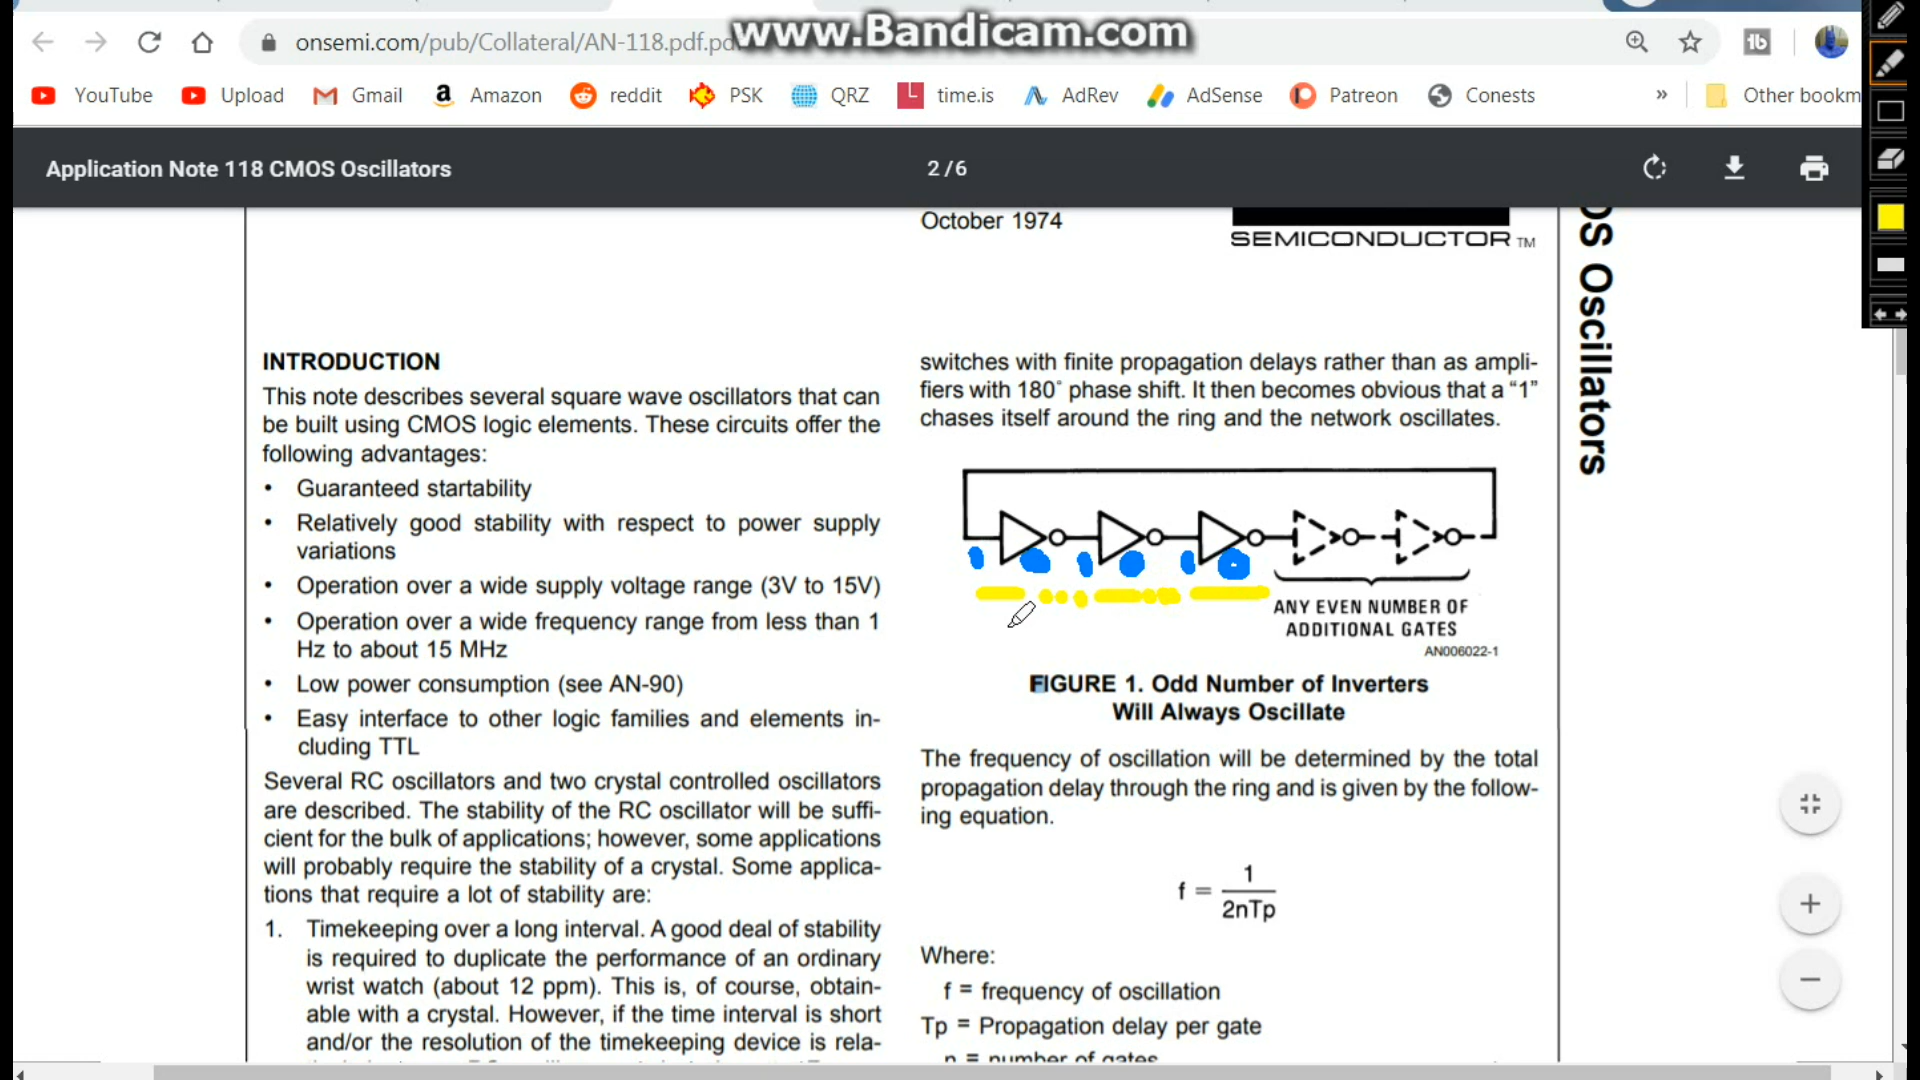 www.Bandicam.com
onsemi.com/pub/Collateral/AN-118.pdf.pd
YouTube Upload Gmail Amazon reddit PSK QRZ time.is AdRev AdSense Patreon Conests » Other bookm
Application Note 118 CMOS Oscillators
2 / 6
October 1974
SEMICONDUCTOR TM
OS Oscillators
INTRODUCTION
This note describes several square wave oscillators that can
be built using CMOS logic elements. These circuits offer the
following advantages:
• Guaranteed startability
• Relatively good stability with respect to power supply
variations
• Operation over a wide supply voltage range (3V to 15V)
• Operation over a wide frequency range from less than 1
Hz to about 15 MHz
• Low power consumption (see AN-90)
• Easy interface to other logic families and elements in-
cluding TTL
Several RC oscillators and two crystal controlled oscillators
are described. The stability of the RC oscillator will be suffi-
cient for the bulk of applications; however, some applications
will probably require the stability of a crystal. Some applica-
tions that require a lot of stability are:
1. Timekeeping over a long interval. A good deal of stability
is required to duplicate the performance of an ordinary
wrist watch (about 12 ppm). This is, of course, obtain-
able with a crystal. However, if the time interval is short
and/or the resolution of the timekeeping device is rela-
switches with finite propagation delays rather than as ampli-
fiers with 180˚ phase shift. It then becomes obvious that a “1”
chases itself around the ring and the network oscillates.
ANY EVEN NUMBER OF
ADDITIONAL GATES
AN006022-1
FIGURE 1. Odd Number of Inverters
Will Always Oscillate
The frequency of oscillation will be determined by the total
propagation delay through the ring and is given by the follow-
ing equation.
f = 1
2nTp
Where:
f = frequency of oscillation
Tp = Propagation delay per gate
n = number of gates